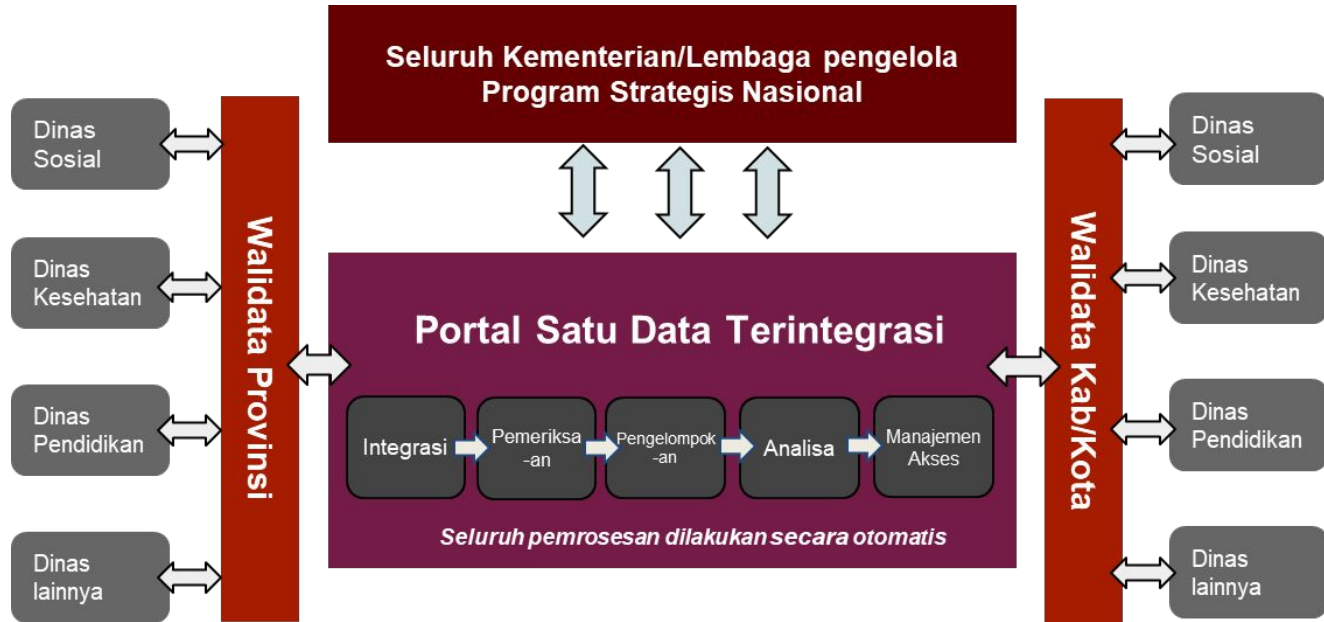 Seluruh Kementerian/Lembaga pengelola
Program Strategis Nasional
Dinas
Sosial
Dinas
Kesehatan
Dinas
Pendidikan
Dinas
lainnya
Walidata Provinsi
Portal Satu Data Terintegrasi
Integrasi
Pemeriksa
-an
Pengelompok
-an
Analisa
Manajemen
Akses
Seluruh pemrosesan dilakukan secara otomatis
Walidata Kab/Kota
Dinas
Sosial
Dinas
Kesehatan
Dinas
Pendidikan
Dinas
lainnya